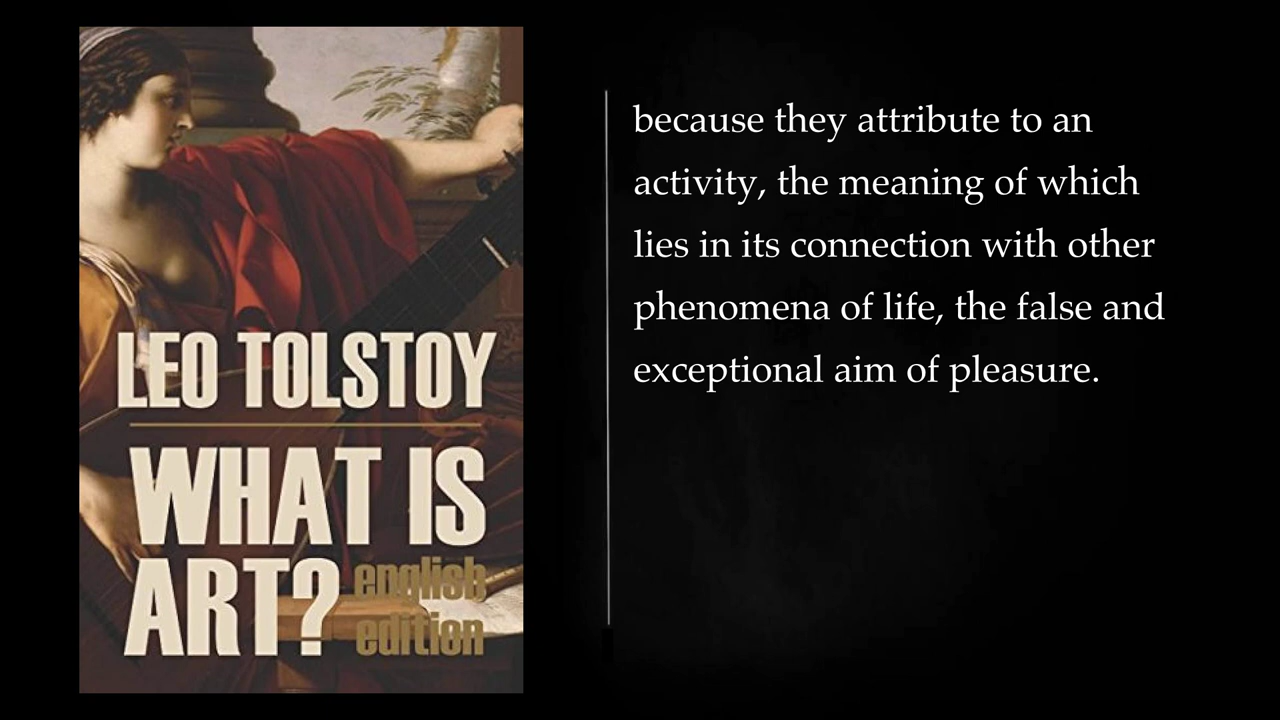 LEO TOLSTOY
WHAT IS
ART?
english
edition
because they attribute to an
activity, the meaning of which
lies in its connection with other
phenomena of life, the false and
exceptional aim of pleasure.